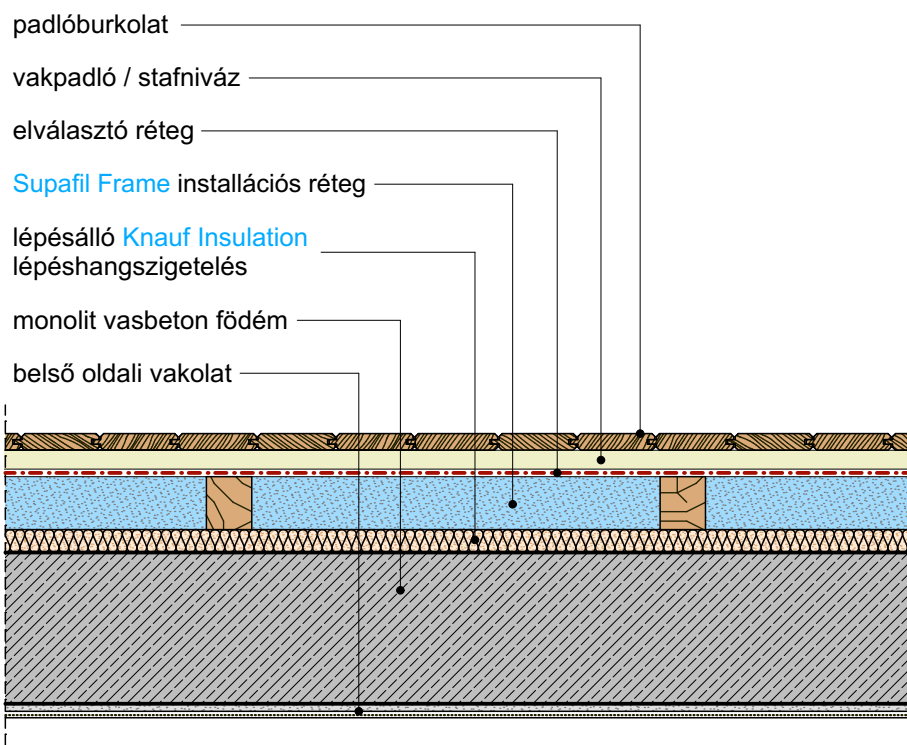 padlóburkolat
vakpadló / stafniváz
elválasztó réteg
Supafil Frame installációs réteg
lépésálló Knauf Insulation
lépéshangszigetelés
monolit vasbeton födém
belső oldali vakolat